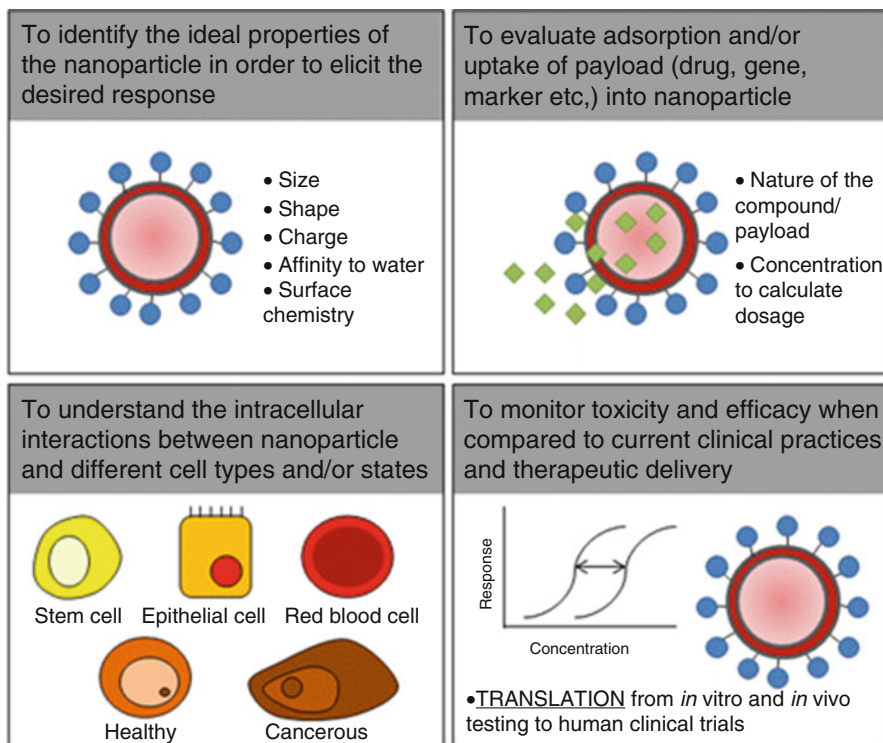 To identify the ideal properties of
the nanoparticle in order to elicit the
desired response
• Size
• Shape
• Charge
• Affinity to water
• Surface
chemistry
To evaluate adsorption and/or
uptake of payload (drug, gene,
marker etc,) into nanoparticle
• Nature of the
compound/
payload
• Concentration
to calculate
dosage
To understand the intracellular
interactions between nanoparticle
and different cell types and/or states
Stem cell
Epithelial cell
Red blood cell
Healthy
Cancerous
To monitor toxicity and efficacy when
compared to current clinical practices
and therapeutic delivery
Response
Concentration
•TRANSLATION from in vitro and in vivo
testing to human clinical trials